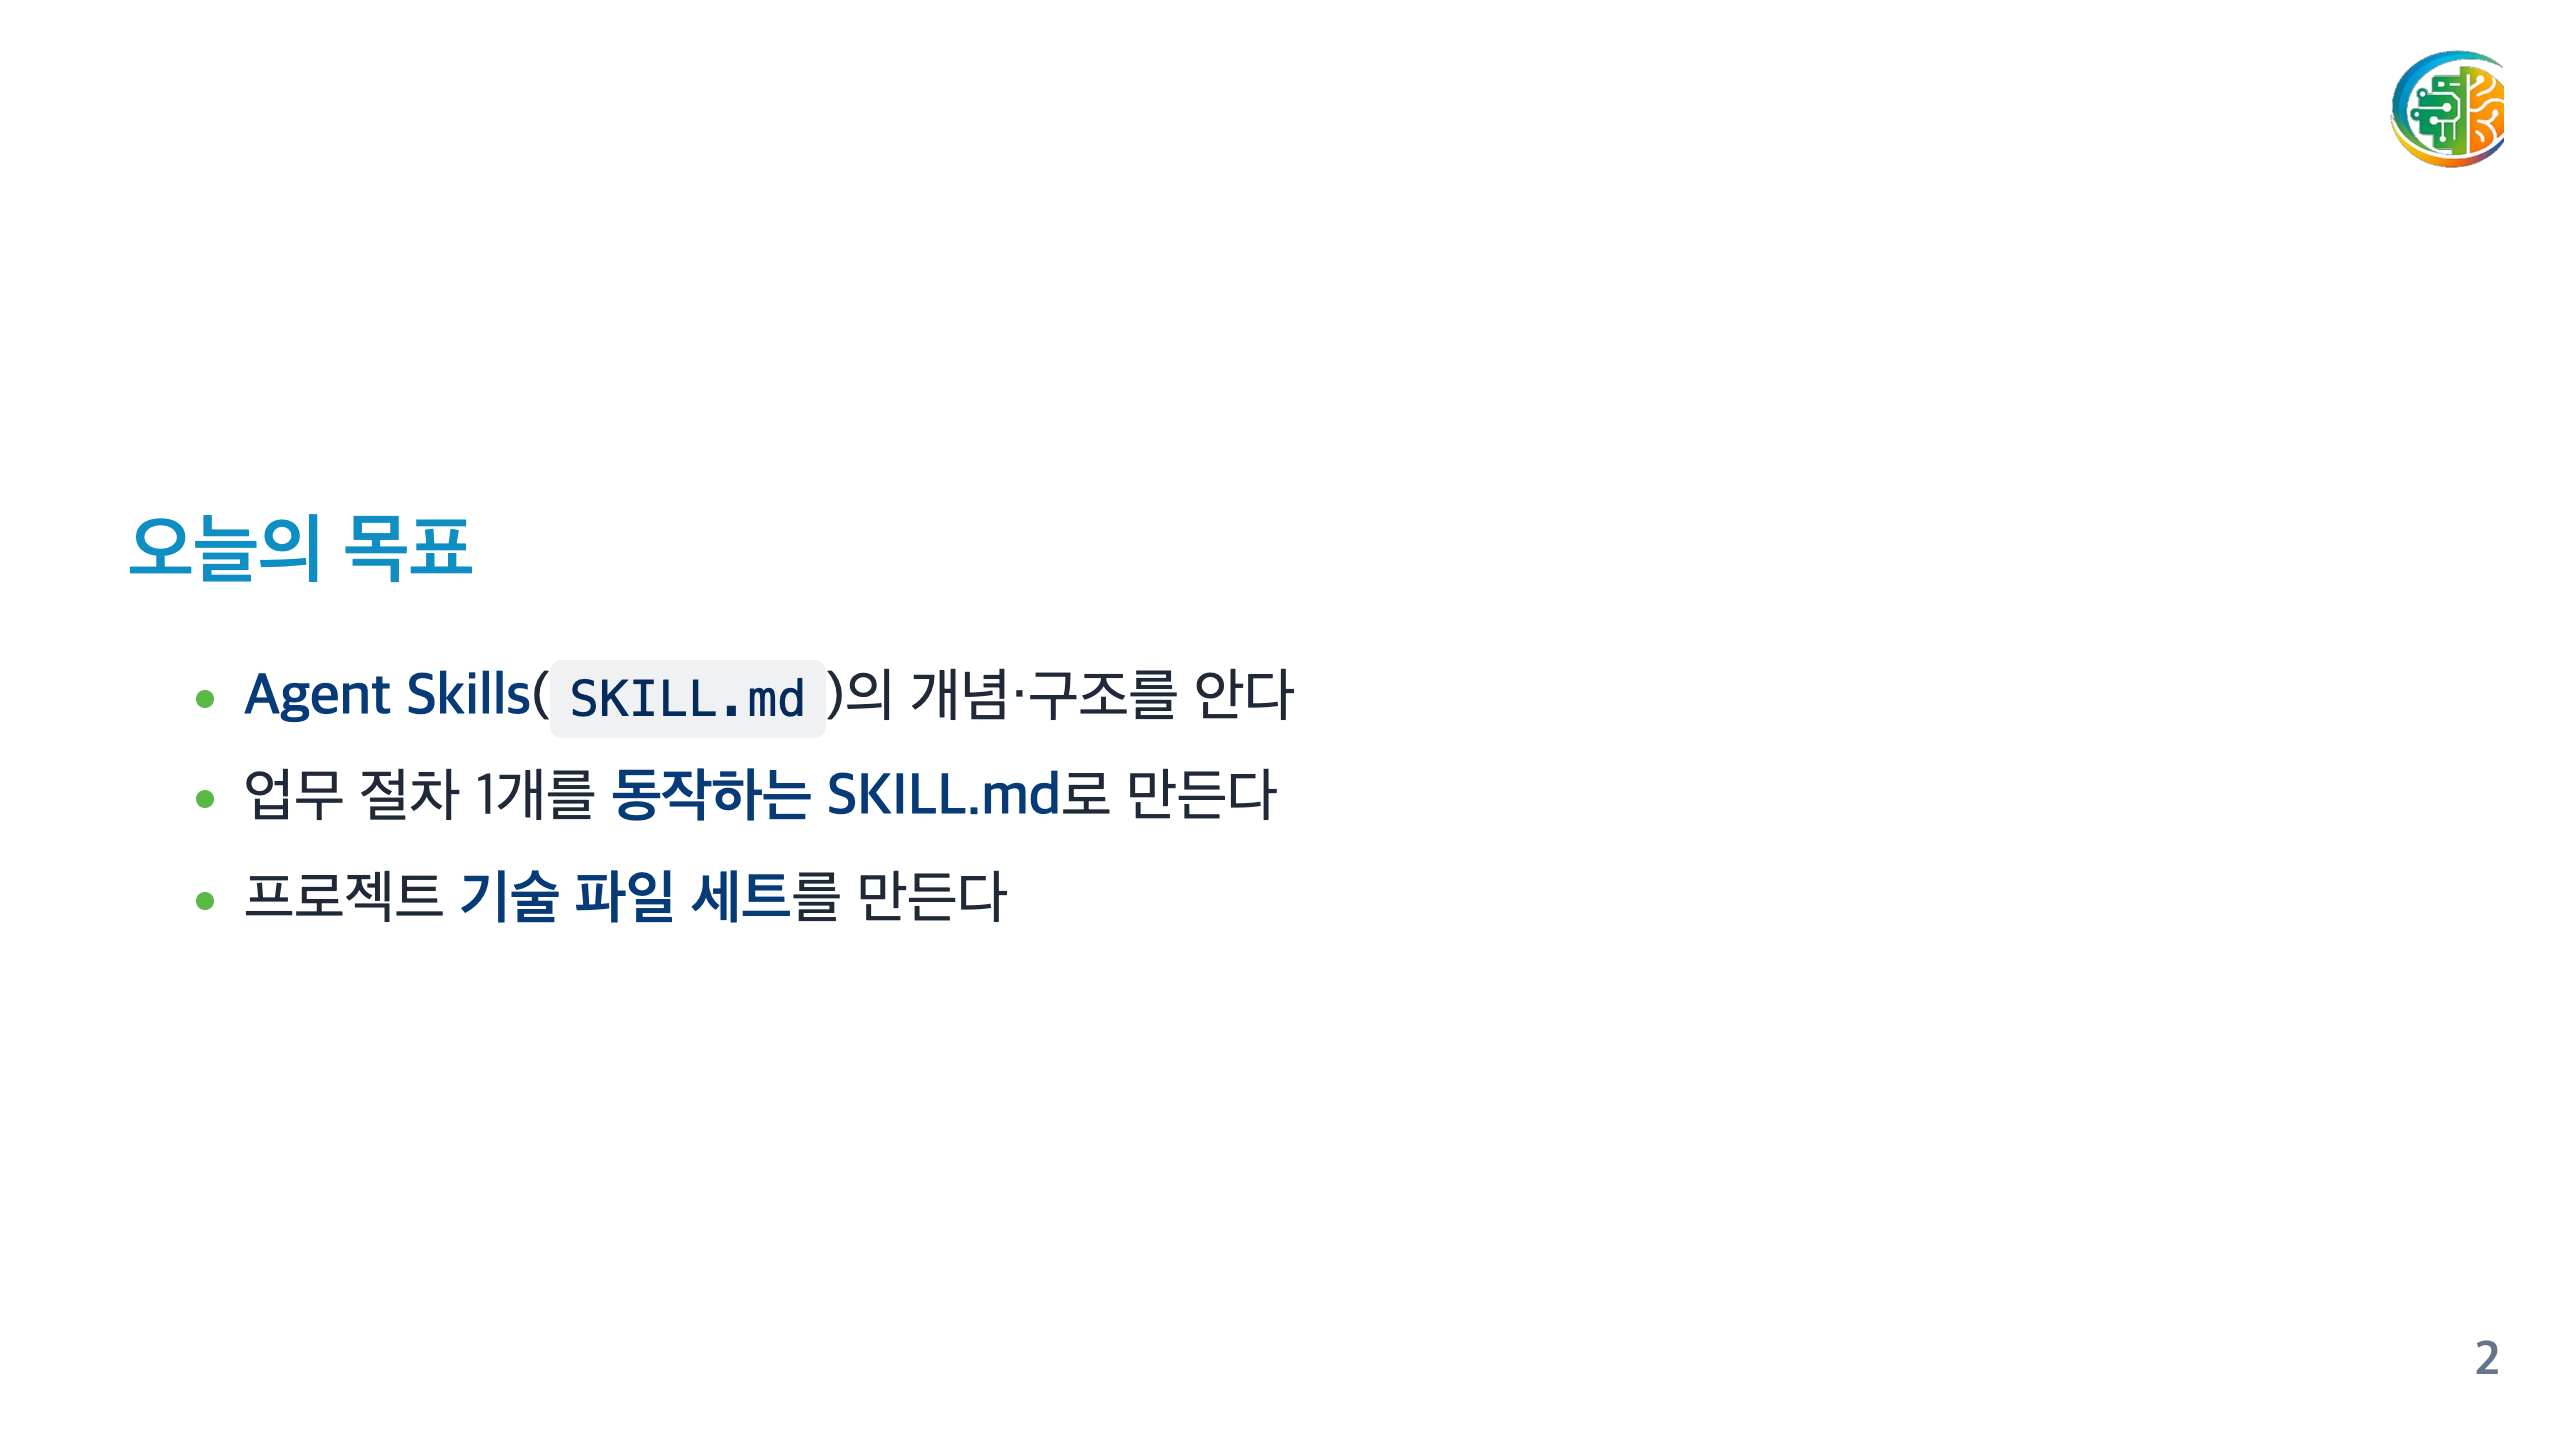 오늘의 목표
• Agent Skills( SKILL.md )의 개념·구조를 안다
• 업무 절차 1개를 동작하는 SKILL.md로 만든다
• 프로젝트 기술 파일 세트를 만든다
2